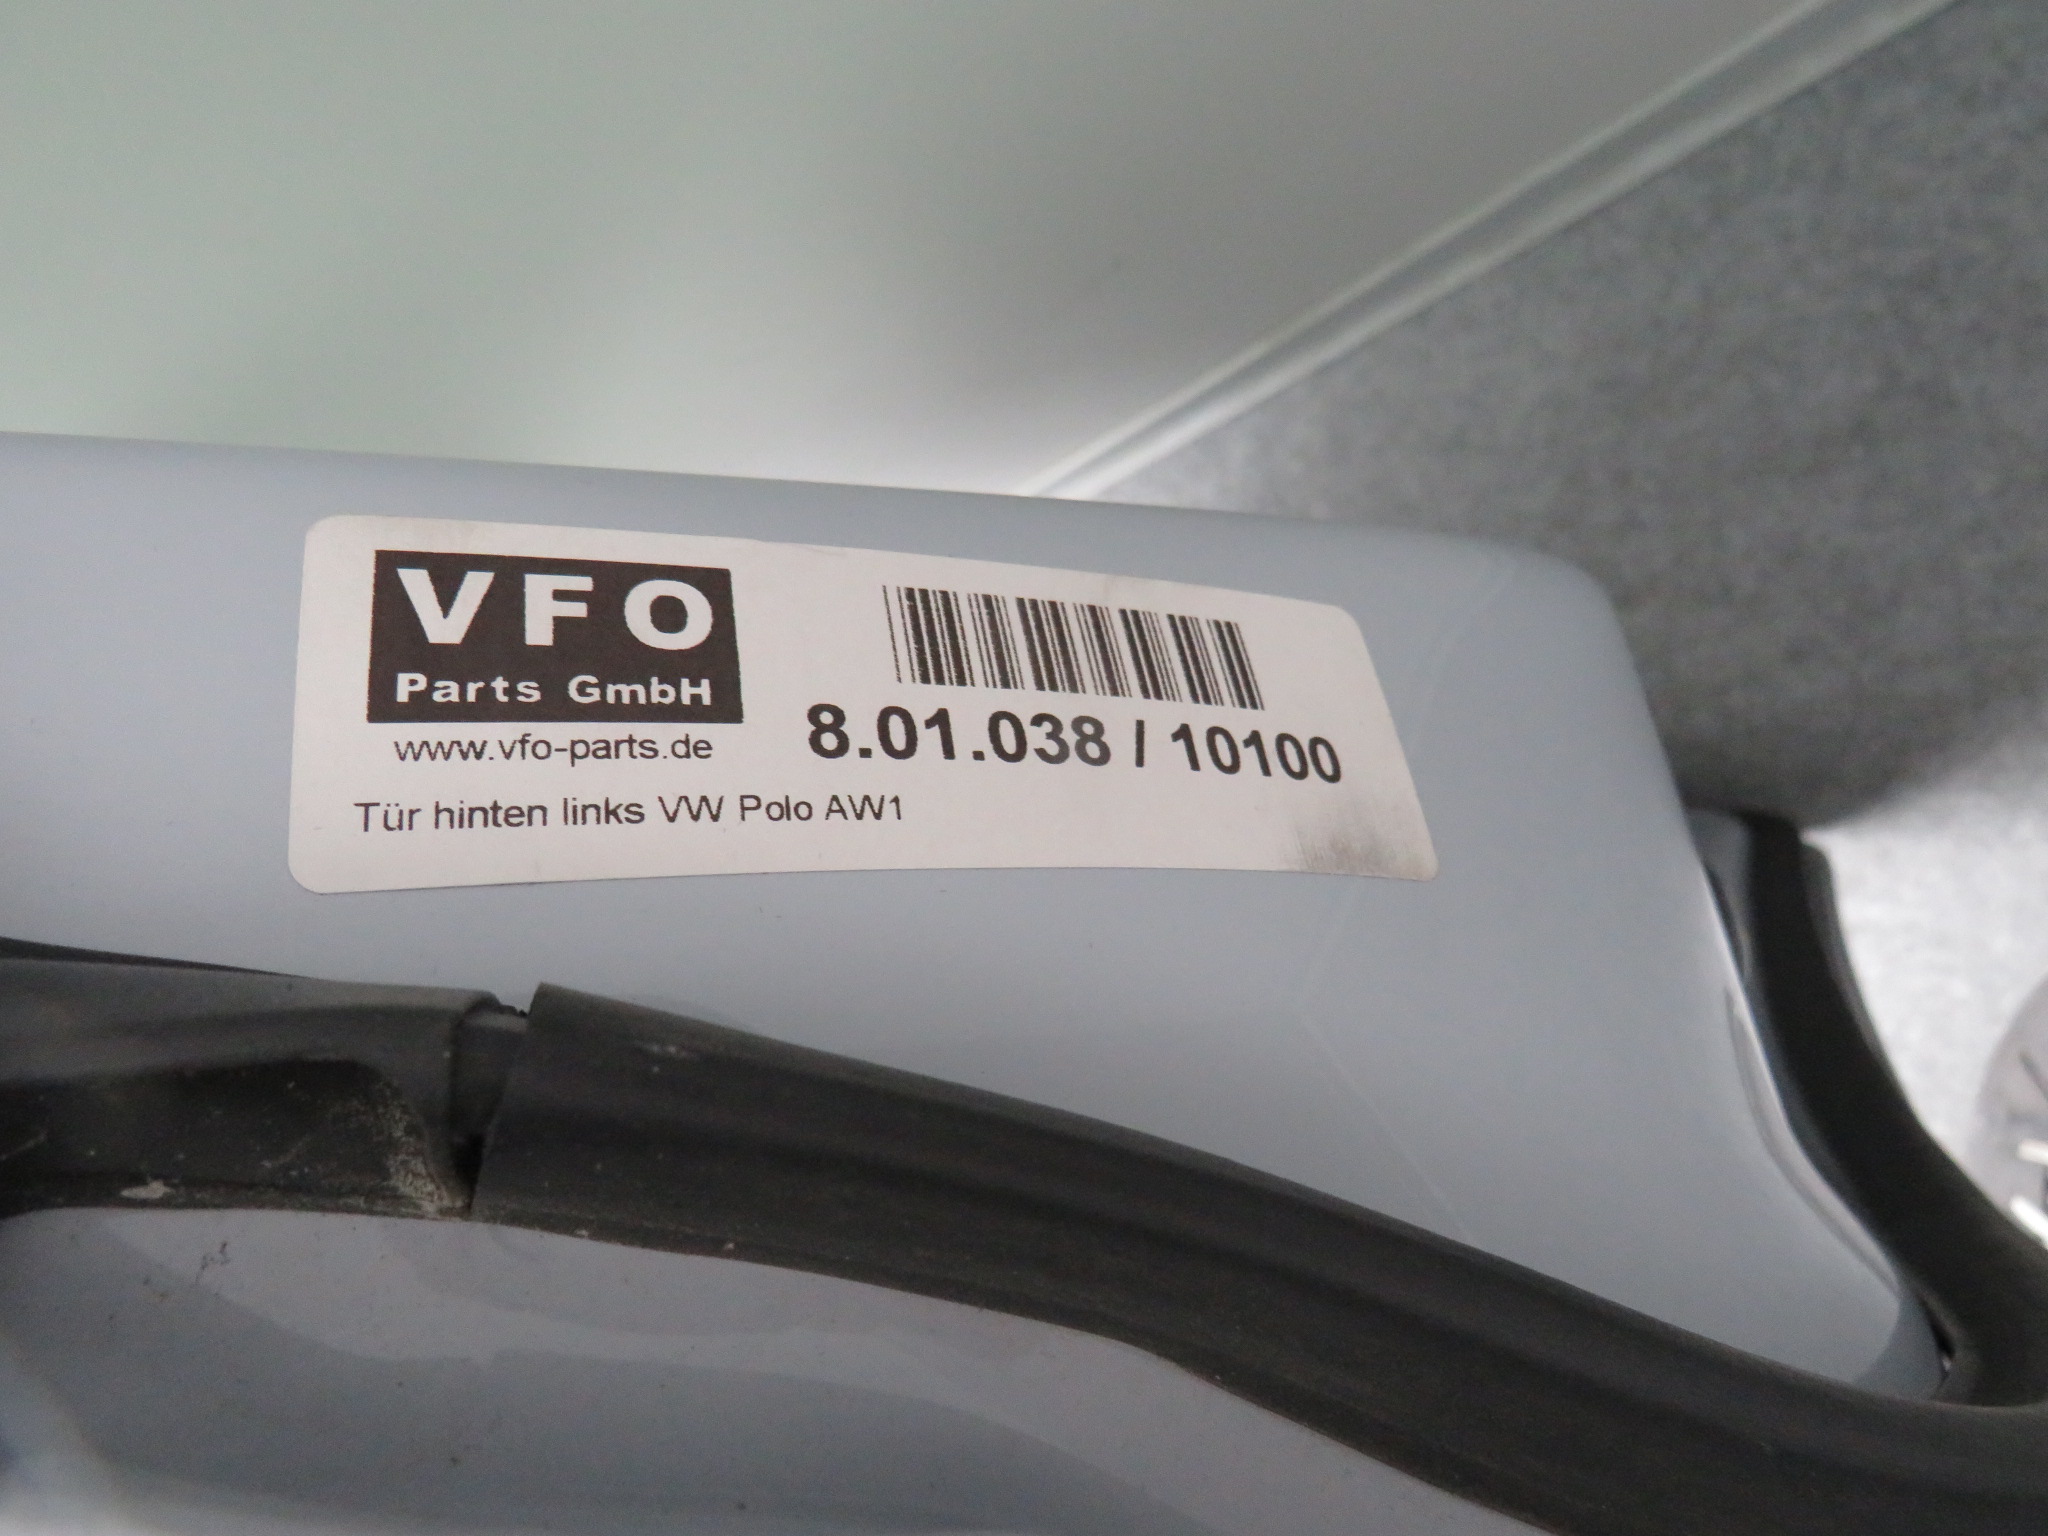 VFO
Parts GmbH
www.vfo-parts.de
8.01.038 / 10100
Tür hinten links VW Polo AW1